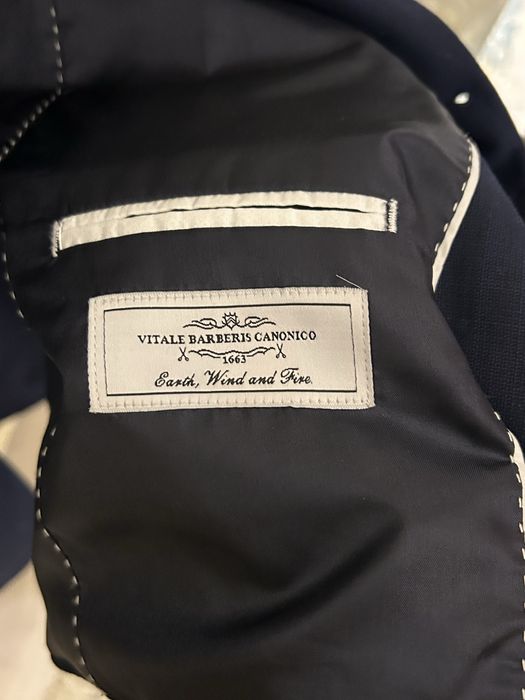 VITALE BARBERIS CANONICO
1663
Earth, Wind and Fire